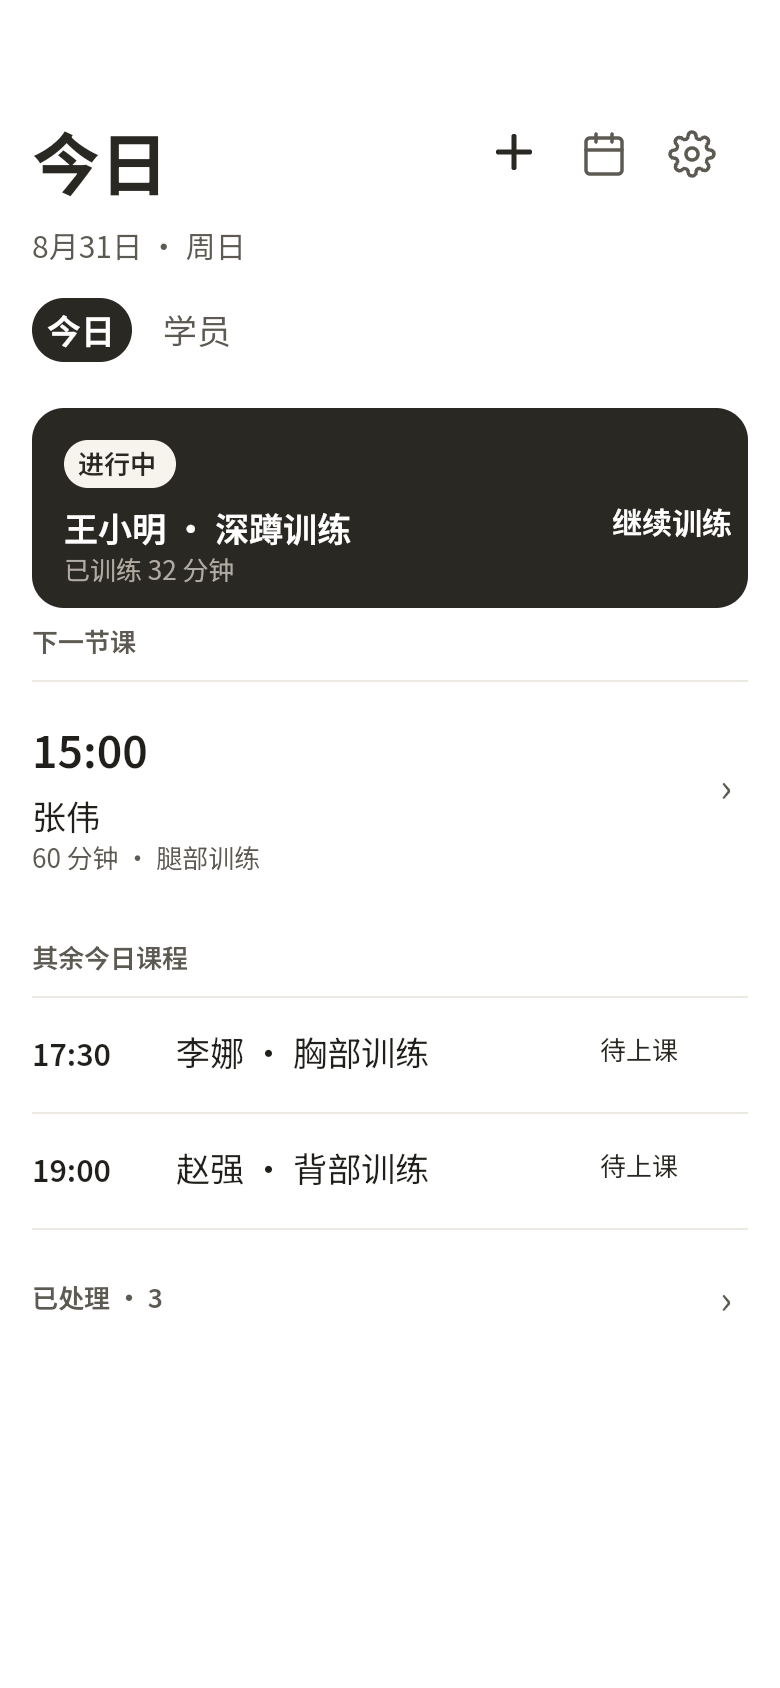 今日
8月31日 · 周日
今日 学员
进行中
王小明 · 深蹲训练 继续训练
已训练 32 分钟
下一节课
15:00
张伟
60 分钟 · 腿部训练
其余今日课程
17:30 李娜 · 胸部训练 待上课
19:00 赵强 · 背部训练 待上课
已处理 · 3